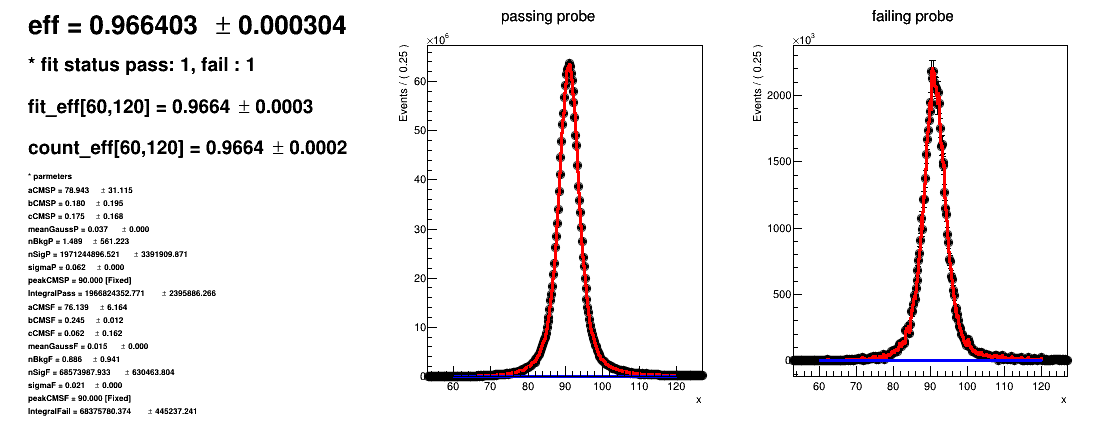 eff = 0.966403 ± 0.000304
* fit status pass: 1, fail : 1
fit_eff[60,120] = 0.9664 ± 0.0003
count_eff[60,120] = 0.9664 ± 0.0002
* parmeters
aCMSP = 78.943 ± 31.115
bCMSP = 0.180 ± 0.195
cCMSP = 0.175 ± 0.168
meanGaussP = 0.037 ± 0.000
nBkgP = 1.489 ± 561.223
nSigP = 1971244896.521 ± 3391909.871
sigmaP = 0.062 ± 0.000
peakCMSP = 90.000 [Fixed]
IntegralPass = 1966824352.771 ± 2395886.266
aCMSF = 76.139 ± 6.164
bCMSF = 0.245 ± 0.012
cCMSF = 0.062 ± 0.162
meanGaussF = 0.015 ± 0.000
nBkgF = 0.886 ± 0.941
nSigF = 68573987.933 ± 630463.804
sigmaF = 0.021 ± 0.000
peakCMSF = 90.000 [Fixed]
IntegralFail = 68375780.374 ± 445237.241
passing probe
×10⁶
Events / ( 0.25 )
60
50
40
30
20
10
0
60 70 80 90 100 110 120
x
failing probe
×10³
Events / ( 0.25 )
2000
1500
1000
500
0
60 70 80 90 100 110 120
x